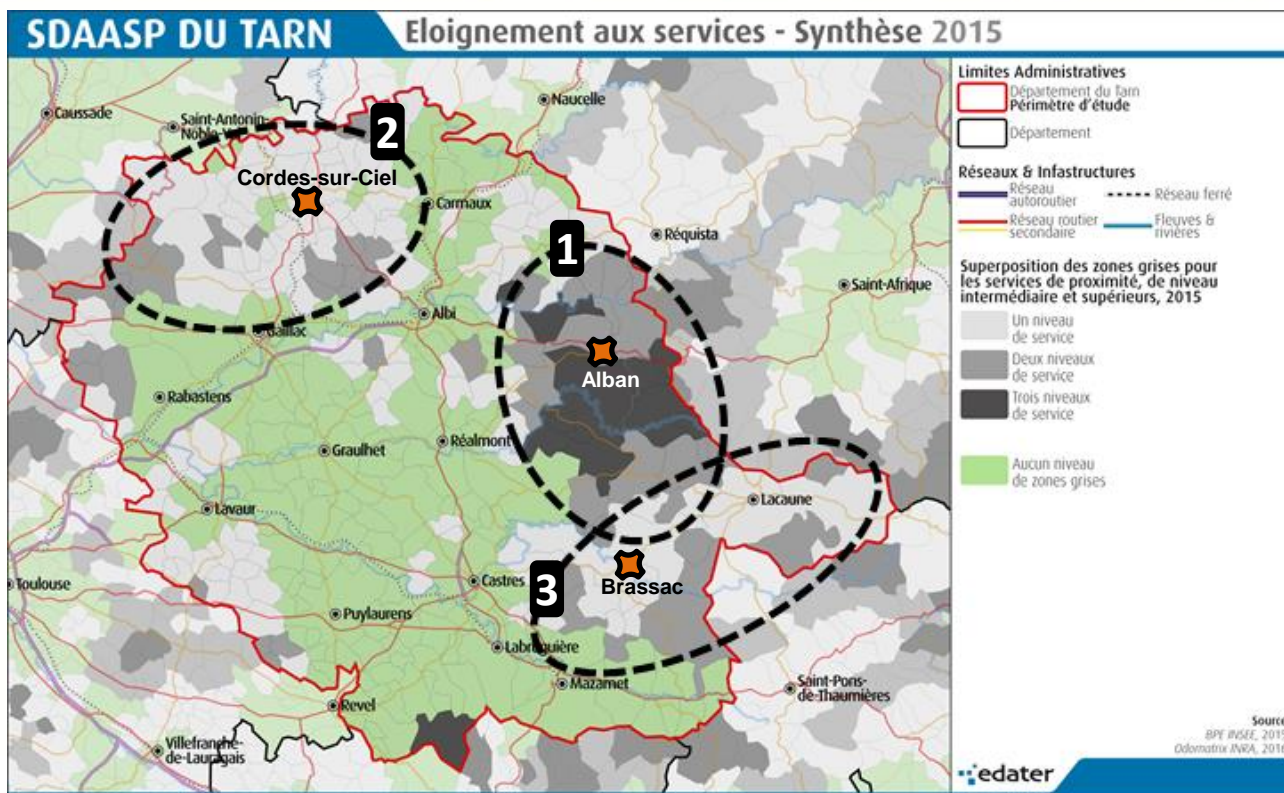 SDAASP DU TARN
Eloignement aux services - Synthèse 2015
Limites Administratives
Département du Tarn
Périmètre d'étude
Département
Réseaux & Infastructures
Réseau
autoroutier
Réseau ferré
Réseau routier
secondaire
Fleuves &
rivières
Superposition des zones grises pour
les services de proximité, de niveau
intermédiaire et supérieurs, 2015
Un niveau
de service
Deux niveaux
de service
Trois niveaux
de service
Aucun niveau
de zones grises
Source
BPE INSEE, 2015
Odomatrix INRA, 2016
edater
Naucelle
Caussade
Saint-Antonin-
2
Cordes-sur-Ciel
Carmaux
Réquista
1
Saint-Afrique
Albi
Gaillac
Alban
Rabastens
Réalmont
Graulhet
Lacaune
Lavaur
Brassac
Castres
Toulouse
3
Puylaurens
Labruguière
Mazamet
Saint-Pons-
de-Thaumières
Revel
Villefranche-
de-Lauragais